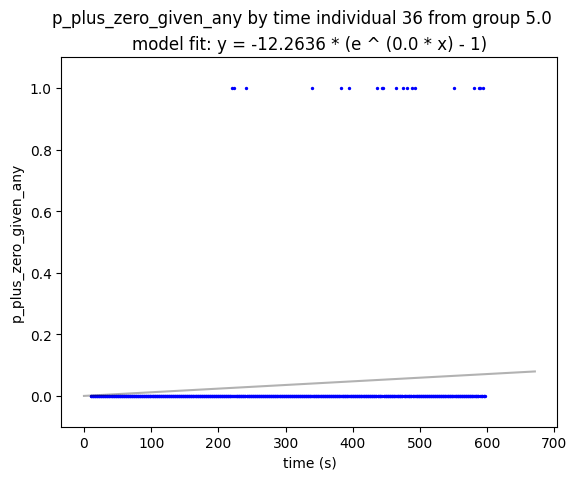 p_plus_zero_given_any by time individual 36 from group 5.0
model fit: y = -12.2636 * (e ^ (0.0 * x) - 1)
1.0
0.8
0.6
0.4
0.2
0.0
p_plus_zero_given_any
0 100 200 300 400 500 600 700
time (s)